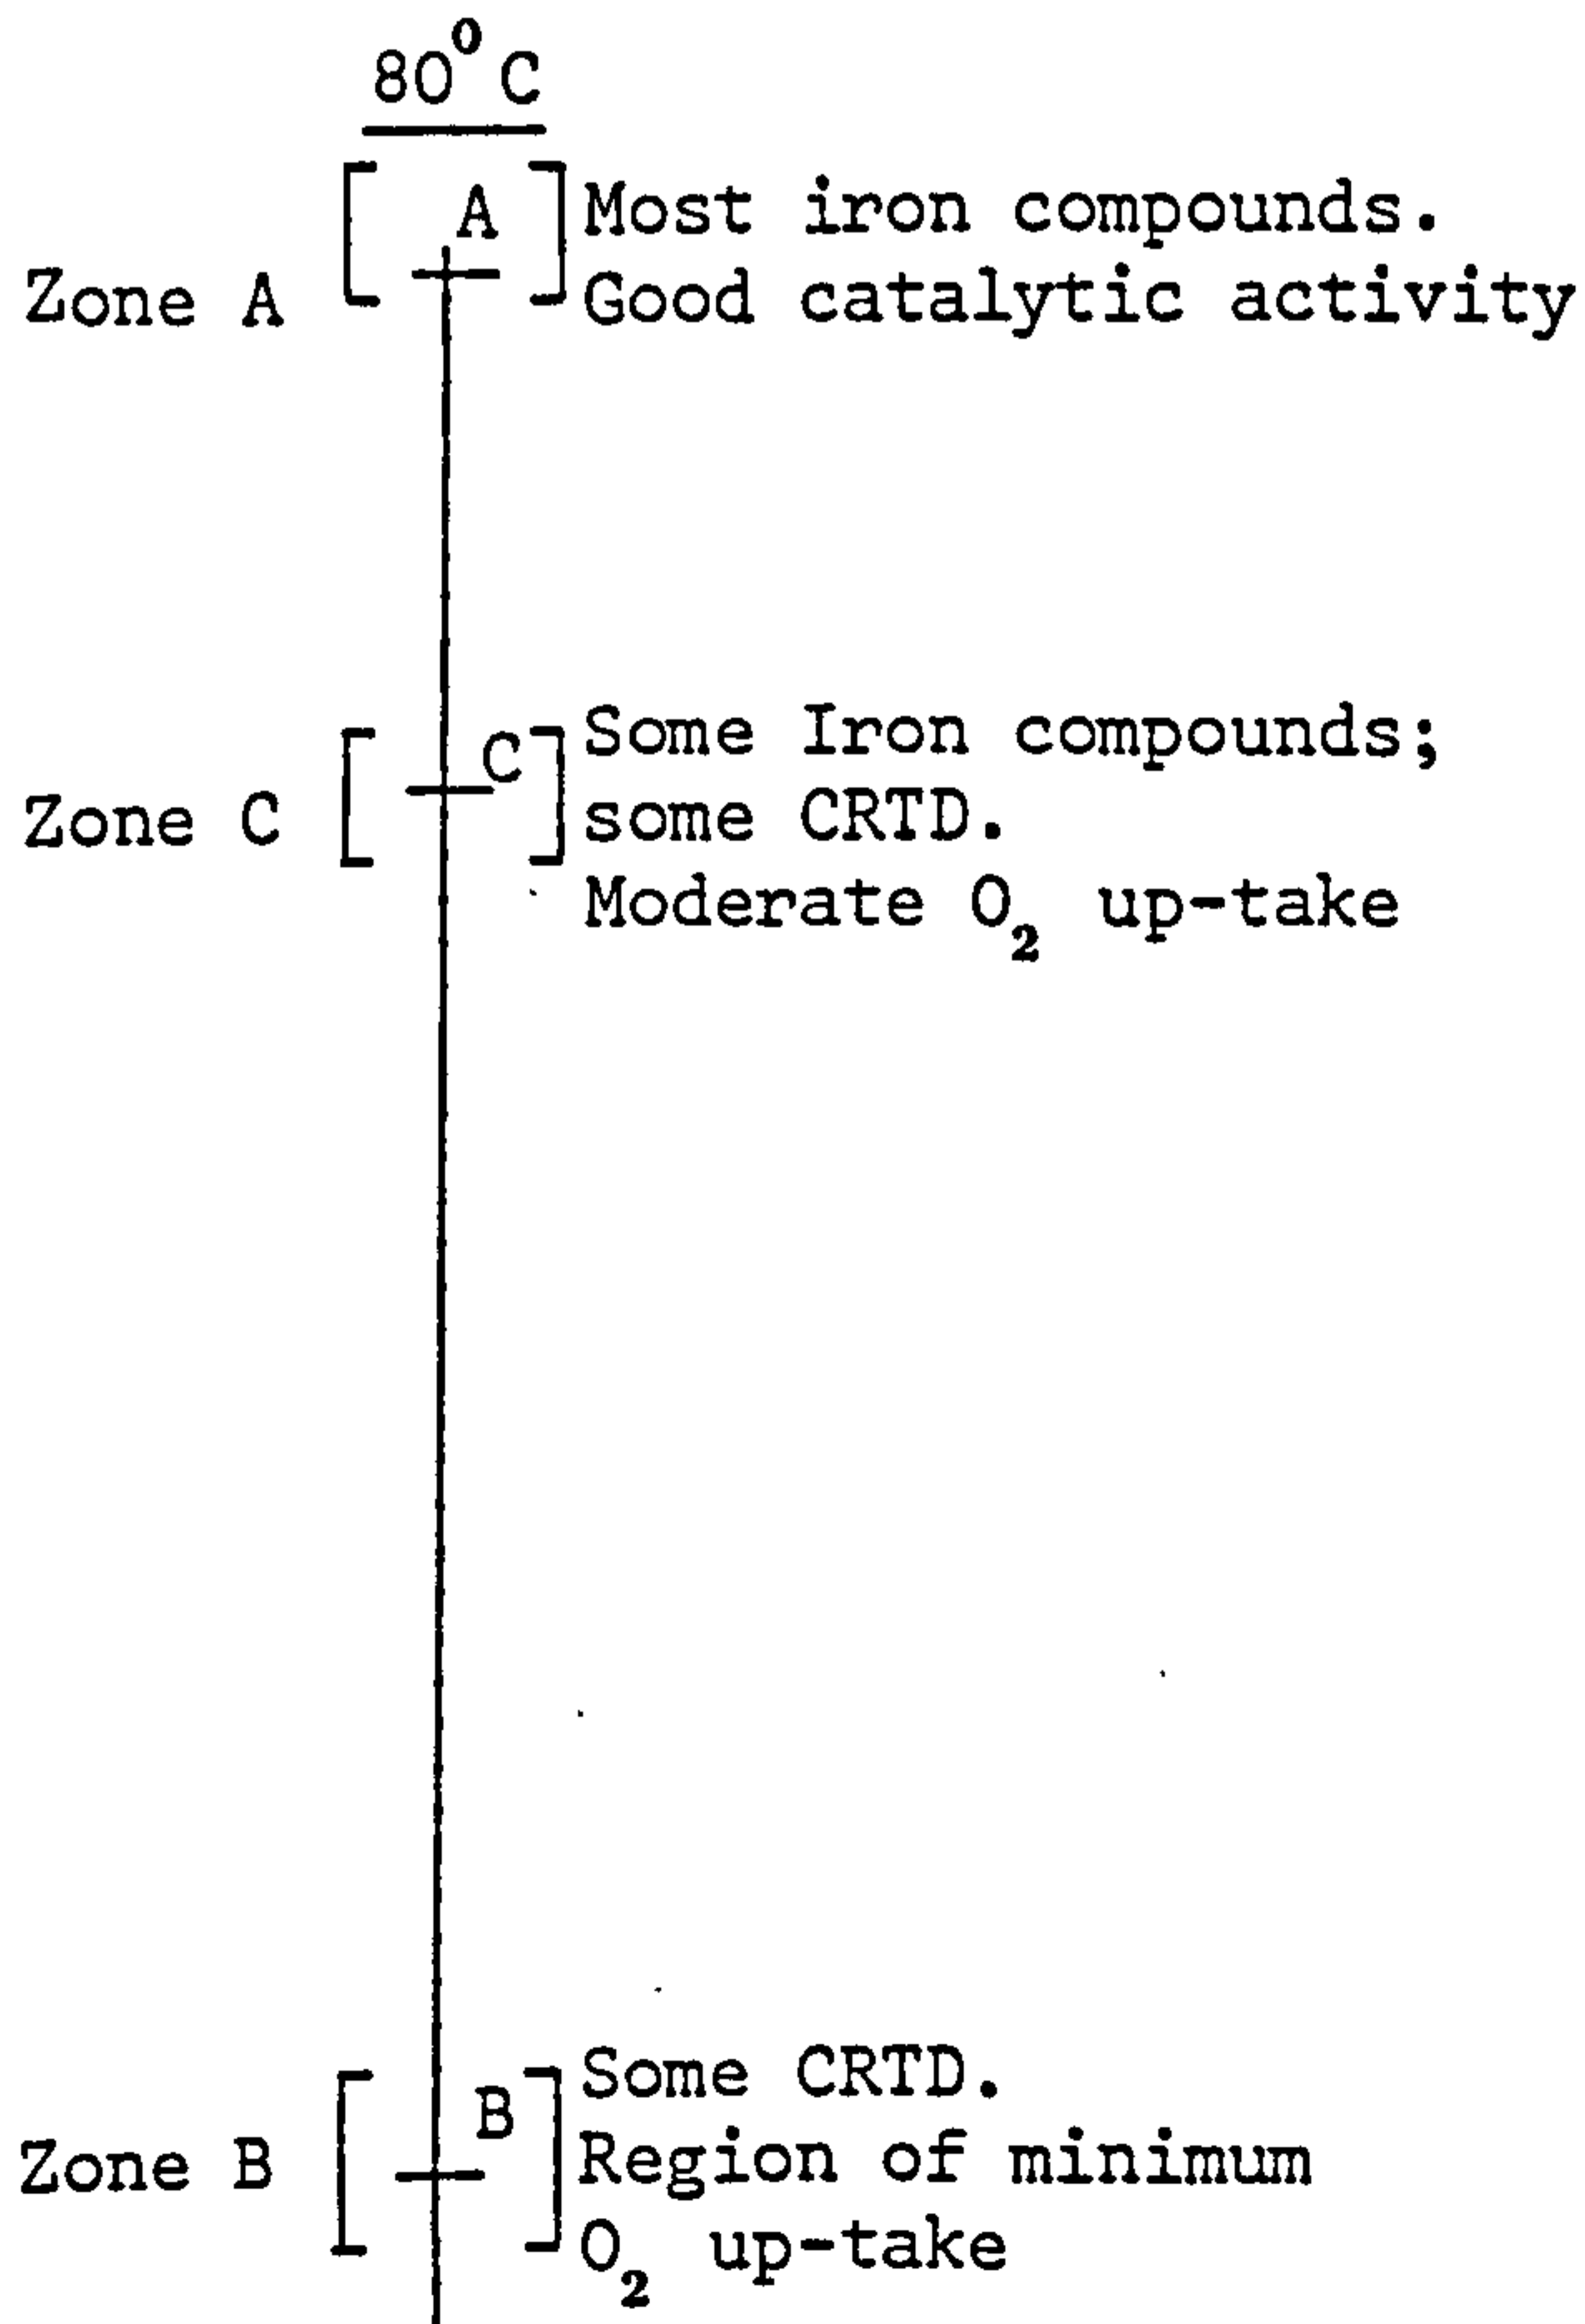 80⁰ C
A
Most iron compounds.
Zone A
Good catalytic activity
C
Some Iron compounds;
Zone C
some CRTD.
Moderate O₂ up-take
Some CRTD.
B
Zone B
Region of minimum
O₂ up-take